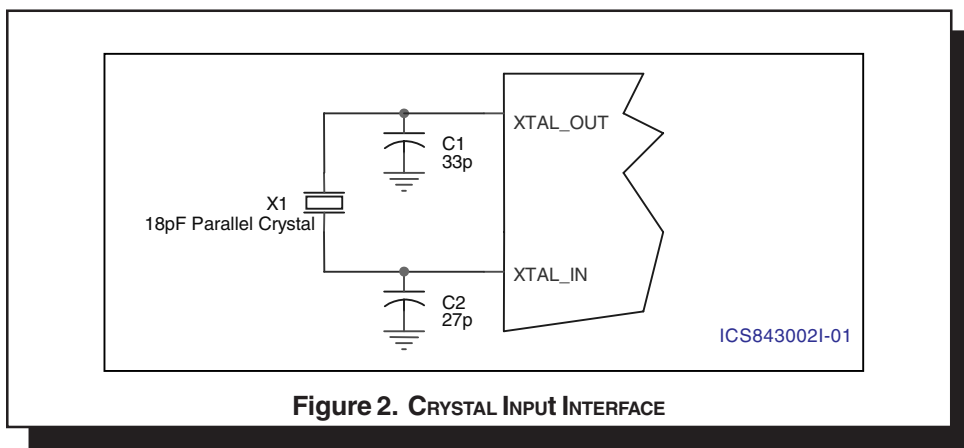 XTAL_OUT
C1
33p
X1
18pF Parallel Crystal
XTAL_IN
C2
27p
ICS843002I-01
Figure 2. CRYSTAL INPUt INTERFACE